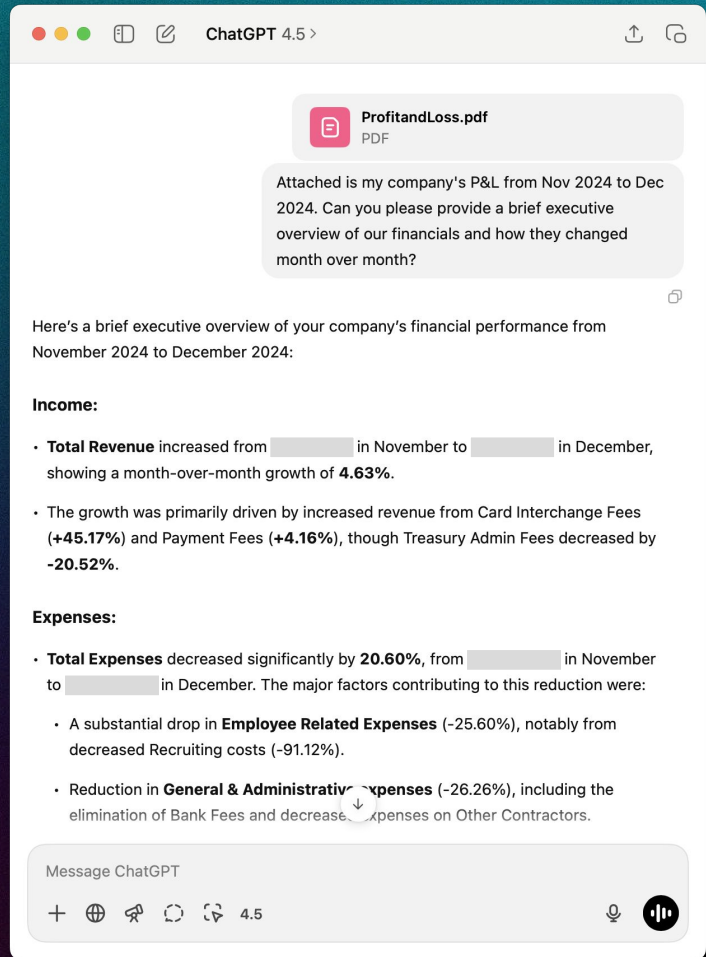 ChatGPT 4.5 >
ProfitandLoss.pdf
PDF
Attached is my company's P&L from Nov 2024 to Dec
2024. Can you please provide a brief executive
overview of our financials and how they changed
month over month?
Here's a brief executive overview of your company's financial performance from
November 2024 to December 2024:
Income:
• Total Revenue increased from in November to in December,
showing a month-over-month growth of 4.63%.
• The growth was primarily driven by increased revenue from Card Interchange Fees
(+45.17%) and Payment Fees (+4.16%), though Treasury Admin Fees decreased by
-20.52%.
Expenses:
• Total Expenses decreased significantly by 20.60%, from in November
to in December. The major factors contributing to this reduction were:
• A substantial drop in Employee Related Expenses (-25.60%), notably from
decreased Recruiting costs (-91.12%).
• Reduction in General & Administrative expenses (-26.26%), including the
elimination of Bank Fees and decreased expenses on Other Contractors.
Message ChatGPT
4.5